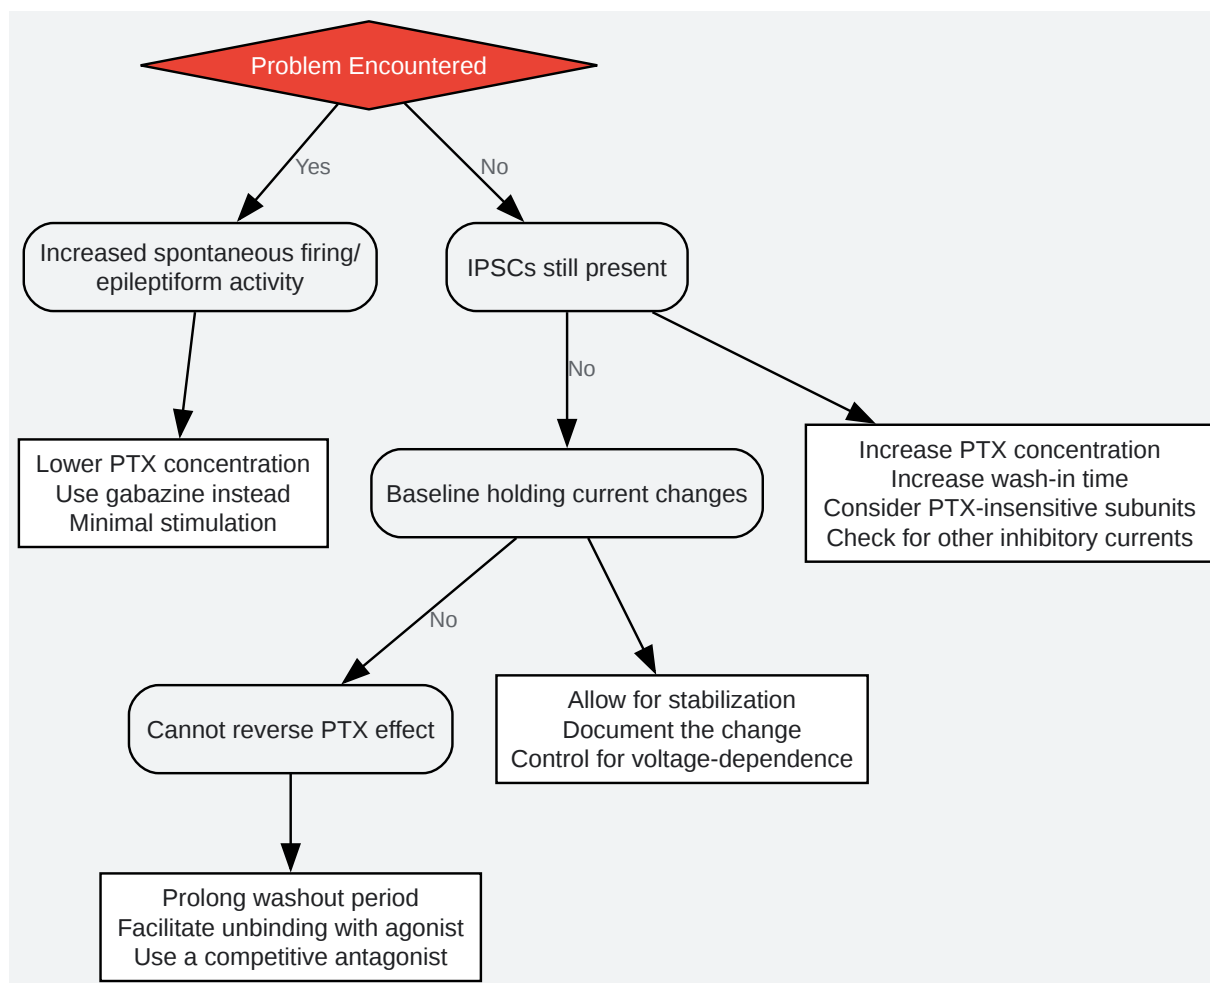 Problem Encountered
Yes
No
Increased spontaneous firing/
epileptiform activity
IPSCs still present
No
Lower PTX concentration
Use gabazine instead
Minimal stimulation
Baseline holding current changes
Increase PTX concentration
Increase wash-in time
Consider PTX-insensitive subunits
Check for other inhibitory currents
No
Cannot reverse PTX effect
Allow for stabilization
Document the change
Control for voltage-dependence
Prolong washout period
Facilitate unbinding with agonist
Use a competitive antagonist